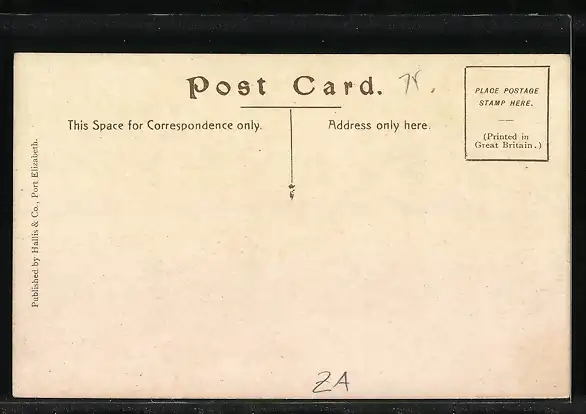 Post Card.
This Space for Correspondence only.
Address only here.
PLACE POSTAGE
STAMP HERE.
(Printed in
Great Britain.)
Published by Hallis & Co., Port Elizabeth.
ZA